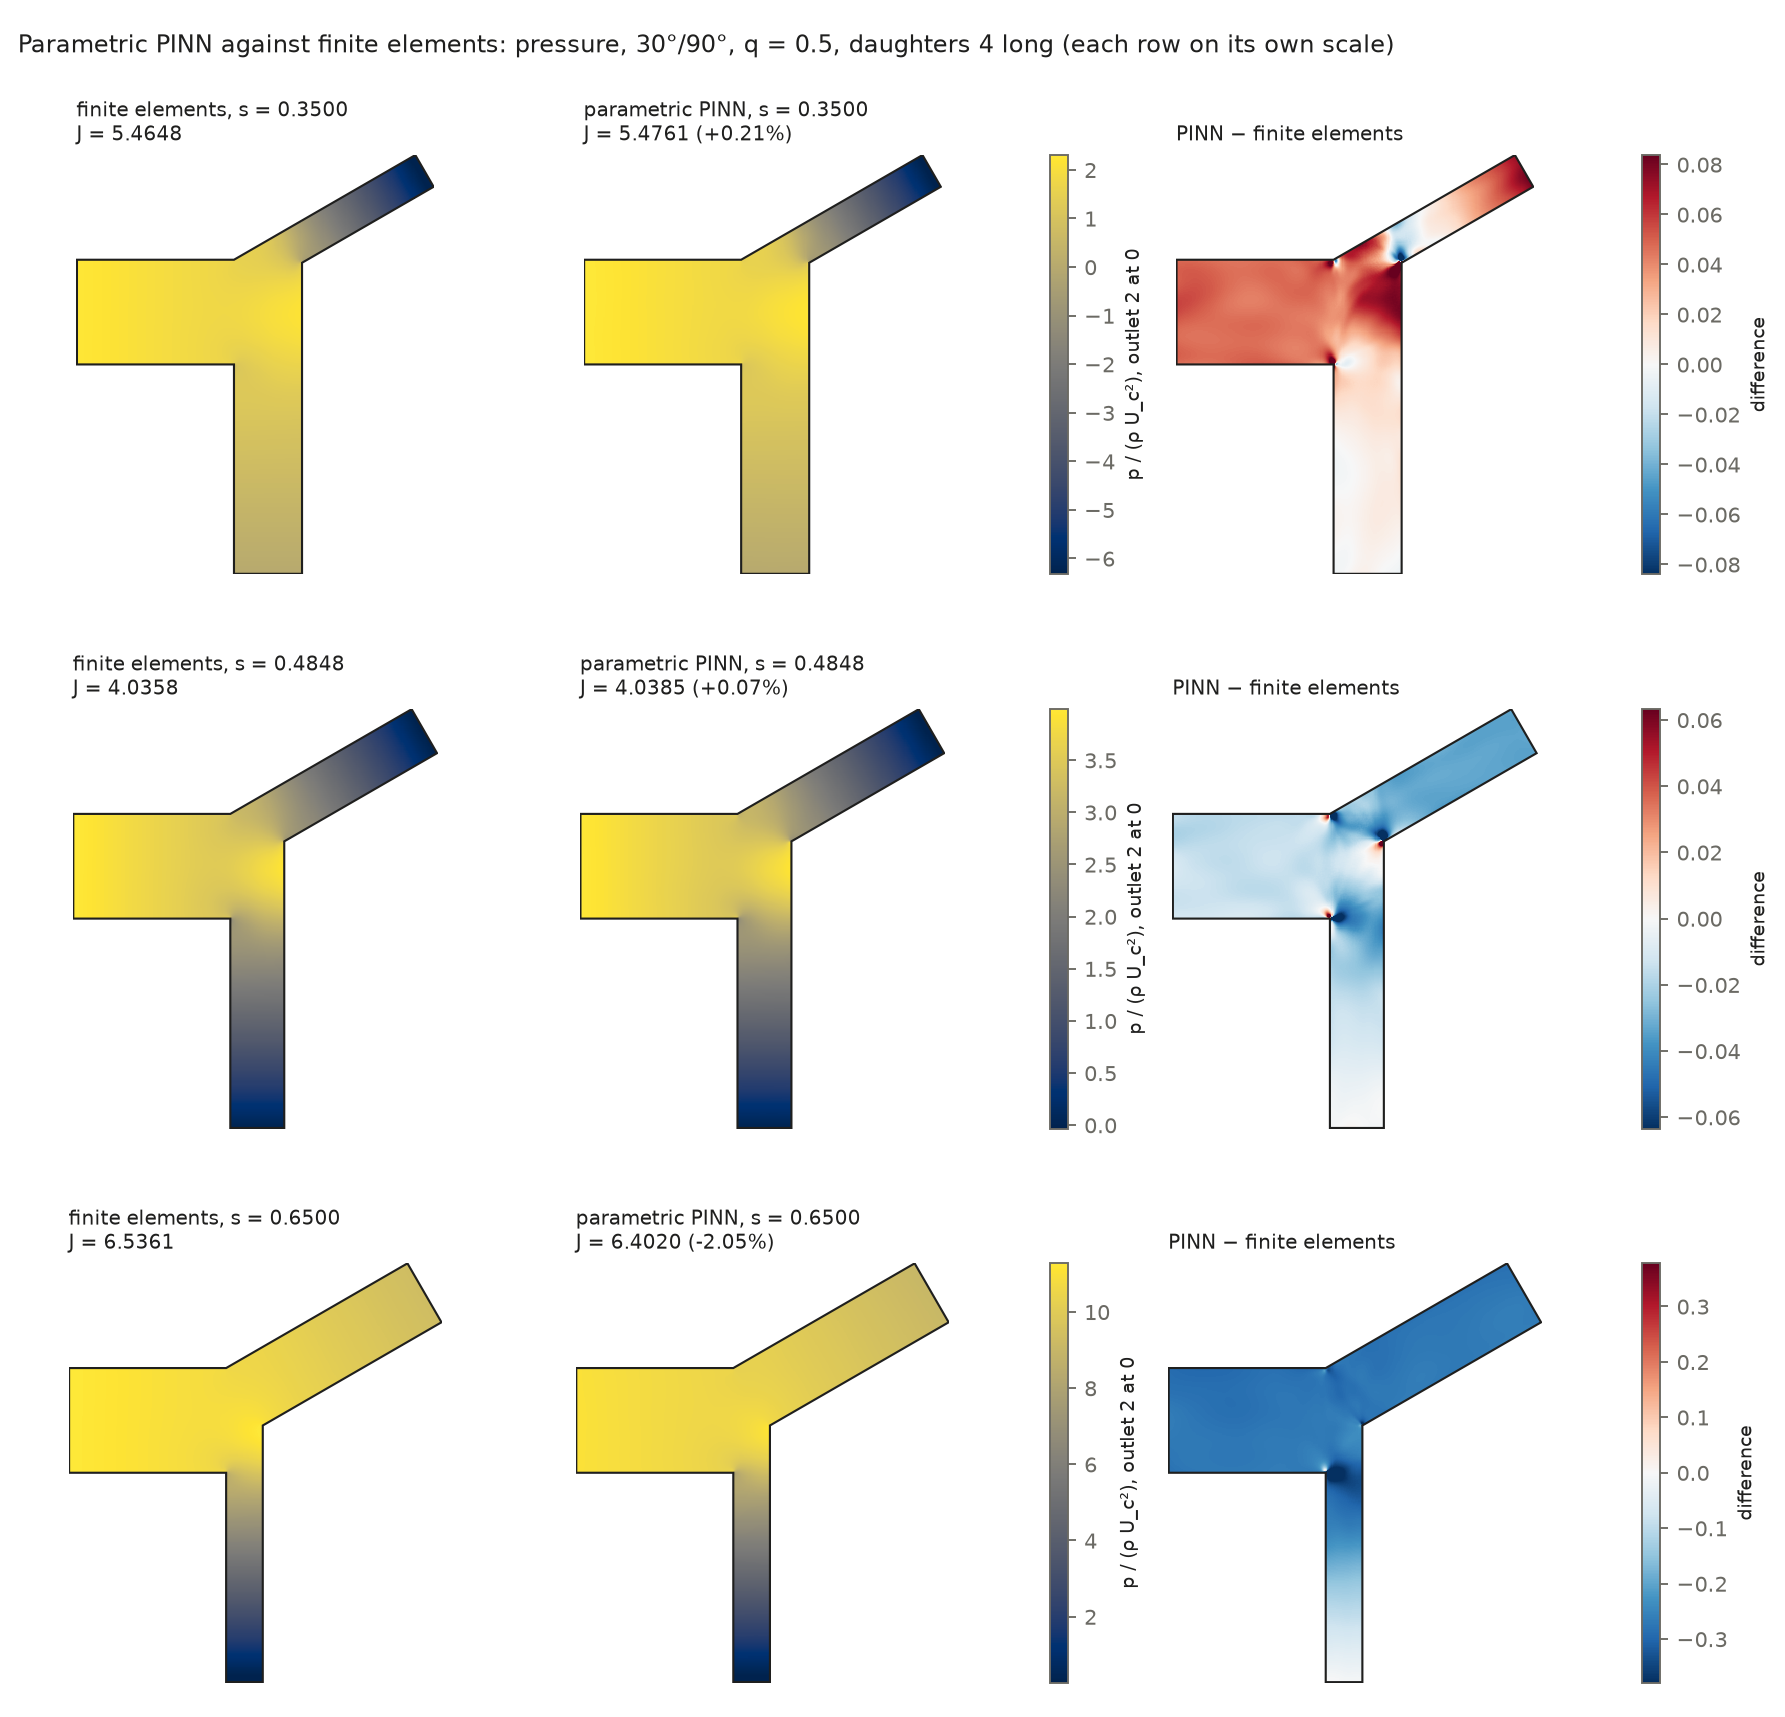 Parametric PINN against finite elements: pressure, 30°/90°, q = 0.5, daughters 4 long (each row on its own scale)
finite elements, s = 0.3500
J = 5.4648
parametric PINN, s = 0.3500
J = 5.4761 (+0.21%)
PINN − finite elements
2
1
0
−1
−2
−3
−4
−5
−6
p / (ρ U_c²), outlet 2 at 0
0.08
0.06
0.04
0.02
0.00
−0.02
−0.04
−0.06
−0.08
difference
finite elements, s = 0.4848
J = 4.0358
parametric PINN, s = 0.4848
J = 4.0385 (+0.07%)
PINN − finite elements
3.5
3.0
2.5
2.0
1.5
1.0
0.5
0.0
p / (ρ U_c²), outlet 2 at 0
0.06
0.04
0.02
0.00
−0.02
−0.04
−0.06
difference
finite elements, s = 0.6500
J = 6.5361
parametric PINN, s = 0.6500
J = 6.4020 (-2.05%)
PINN − finite elements
10
8
6
4
2
p / (ρ U_c²), outlet 2 at 0
0.3
0.2
0.1
0.0
−0.1
−0.2
−0.3
difference